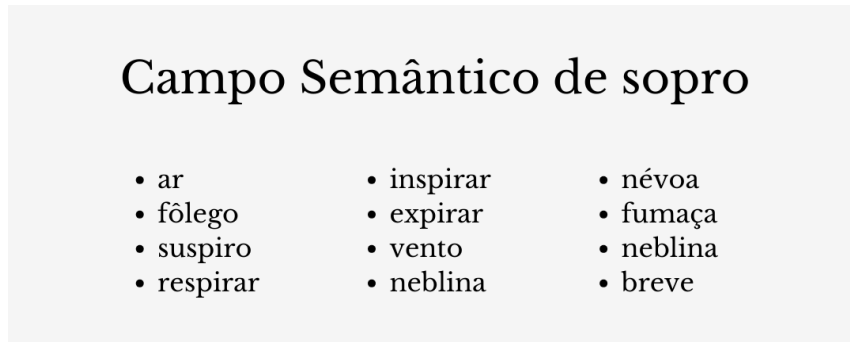 Campo Semântico de sopro
• ar
• fôlego
• suspiro
• respirar
• inspirar
• expirar
• vento
• neblina
• névoa
• fumaça
• neblina
• breve